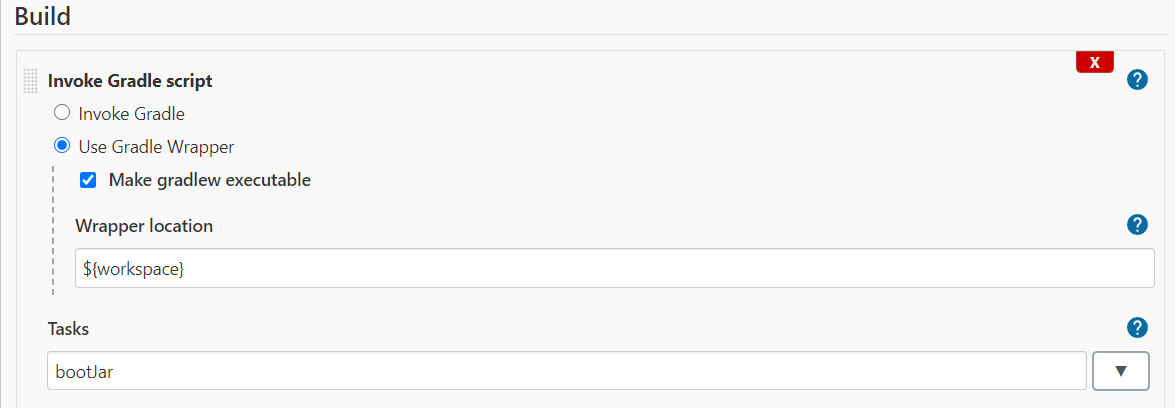 Build
X
Invoke Gradle script
?
Invoke Gradle
Use Gradle Wrapper
Make gradlew executable
Wrapper location
?
${workspace}
Tasks
?
bootJar